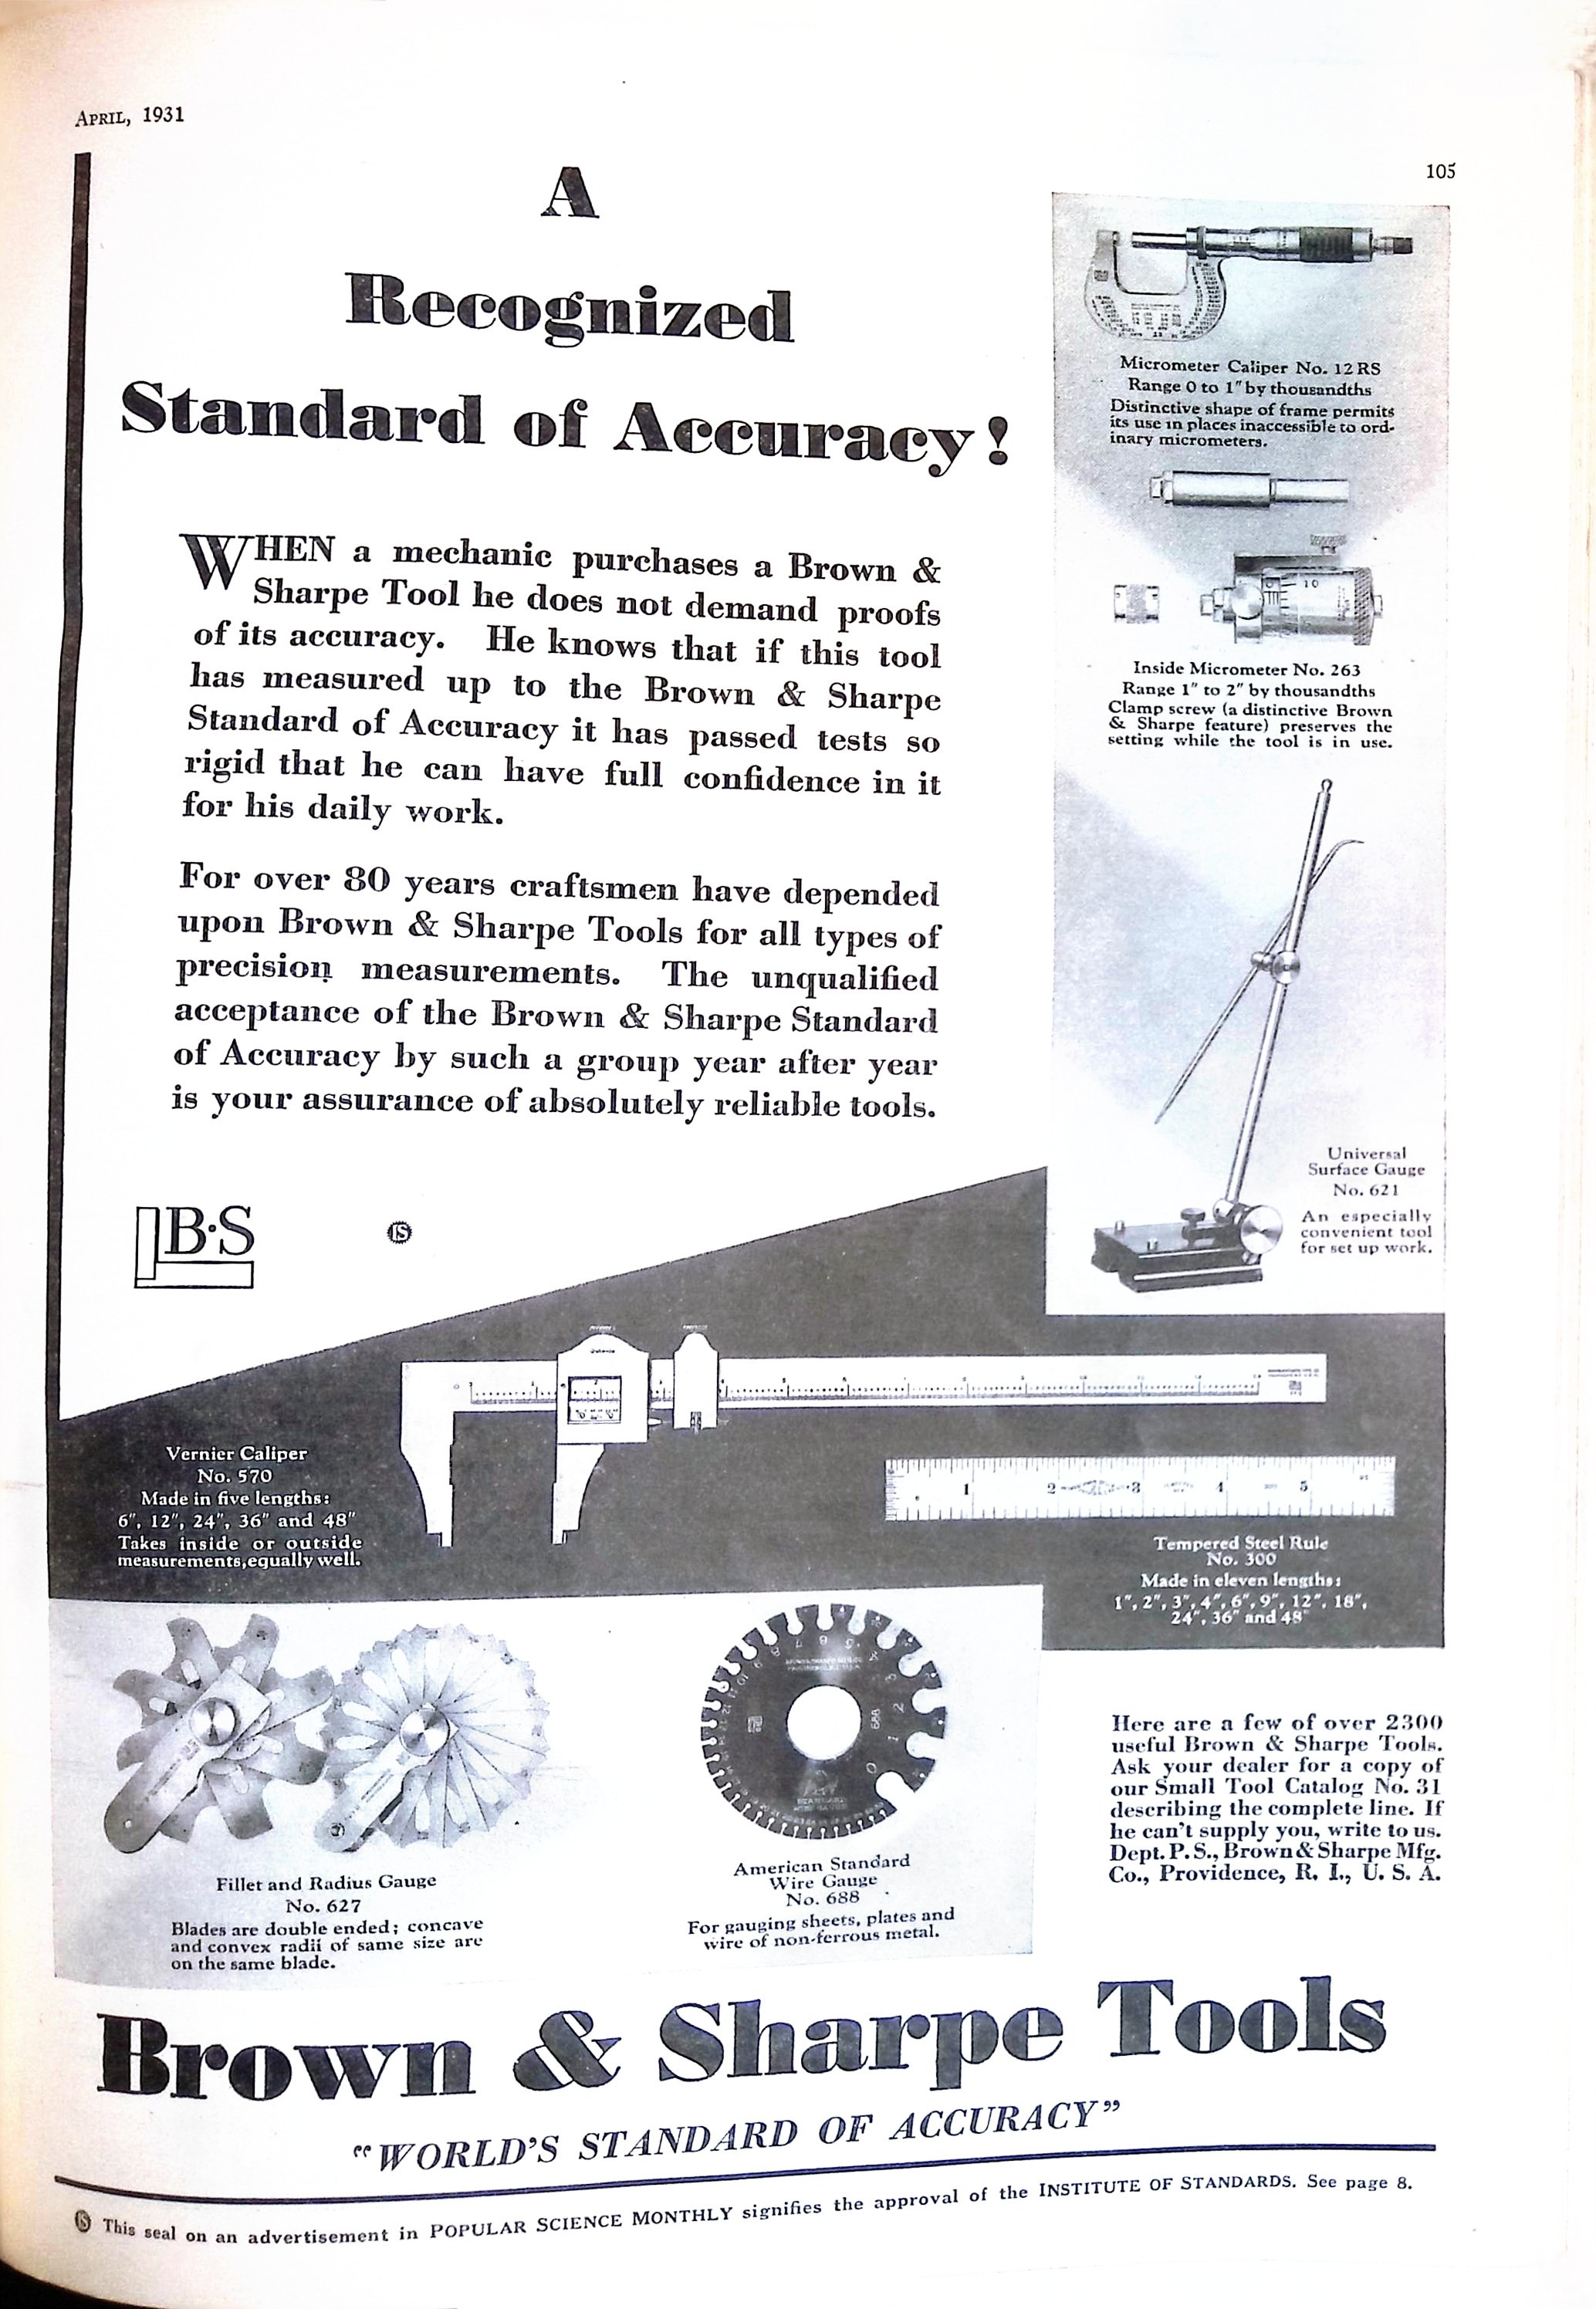 APRIL, 1931
105
A
Recognized
Standard of Accuracy!
WHEN a mechanic purchases a Brown &
Sharpe Tool he does not demand proofs
of its accuracy. He knows that if this tool
has measured up to the Brown & Sharpe
Standard of Accuracy it has passed tests so
rigid that he can have full confidence in it
for his daily work.
For over 80 years craftsmen have depended
upon Brown & Sharpe Tools for all types of
precision measurements. The unqualified
acceptance of the Brown & Sharpe Standard
of Accuracy by such a group year after year
is your assurance of absolutely reliable tools.
B·S
IS
Micrometer Caliper No. 12RS
Range 0 to 1″ by thousandths
Distinctive shape of frame permits
its use in places inaccessible to ord-
inary micrometers.
0 10
Inside Micrometer No. 263
Range 1″ to 2″ by thousandths
Clamp screw (a distinctive Brown
& Sharpe feature) preserves the
setting while the tool is in use.
Universal
Surface Gauge
No. 621
An especially
convenient tool
for set up work.
Vernier Caliper
No. 570
Made in five lengths:
6″, 12″, 24″, 36″ and 48″
Takes inside or outside
measurements, equally well.
1 2 3 4 5
Tempered Steel Rule
No. 300
Made in eleven lengths:
1″, 2″, 3″, 4″, 6″, 9″, 12″, 18″,
24″, 36″ and 48″
Fillet and Radius Gauge
No. 627
Blades are double ended; concave
and convex radii of same size are
on the same blade.
688
0 1 2 3
American Standard
Wire Gauge
No. 688
For gauging sheets, plates and
wire of non-ferrous metal.
Here are a few of over 2300
useful Brown & Sharpe Tools.
Ask your dealer for a copy of
our Small Tool Catalog No. 31
describing the complete line. If
he can't supply you, write to us.
Dept. P. S., Brown & Sharpe Mfg.
Co., Providence, R. I., U. S. A.
Brown & Sharpe Tools
"WORLD'S STANDARD OF ACCURACY"
IS This seal on an advertisement in POPULAR SCIENCE MONTHLY signifies the approval of the INSTITUTE OF STANDARDS. See page 8.